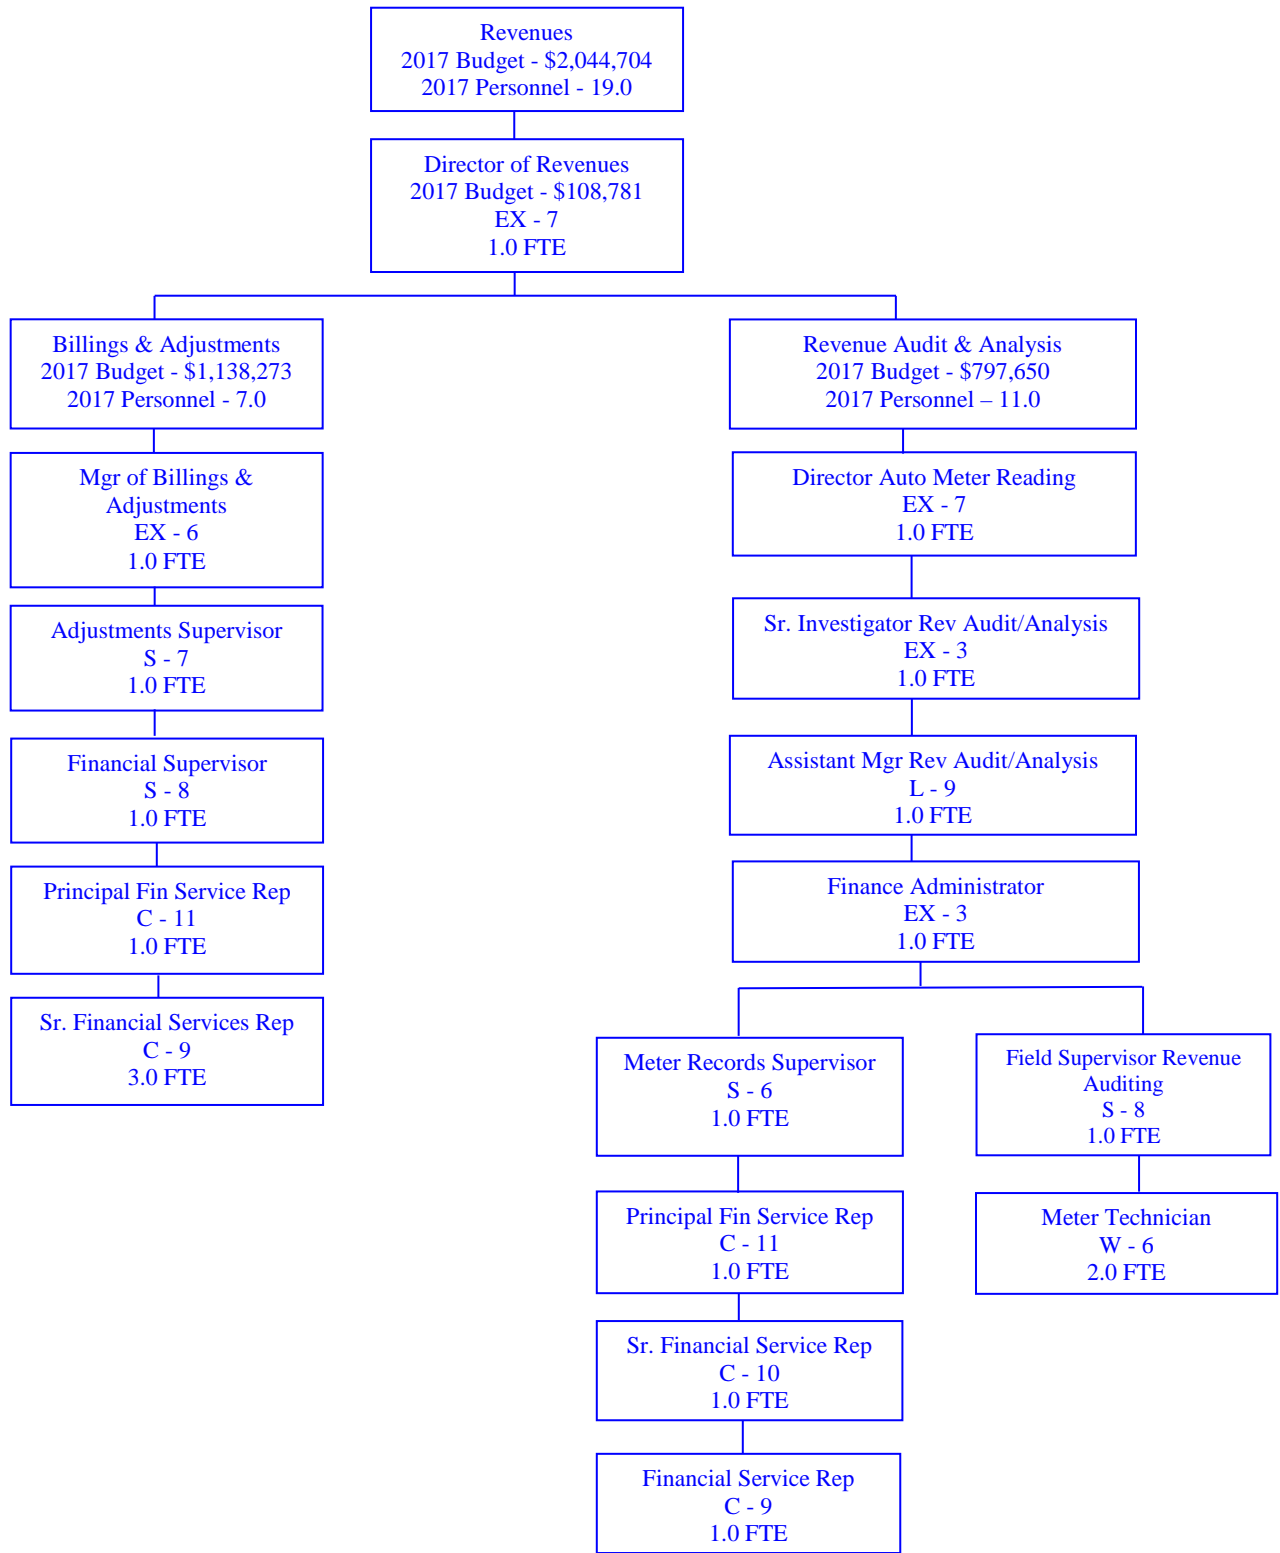 Revenues
2017 Budget - $2,044,704
2017 Personnel - 19.0
Director of Revenues
2017 Budget - $108,781
EX - 7
1.0 FTE
Billings & Adjustments
2017 Budget - $1,138,273
2017 Personnel - 7.0
Mgr of Billings &
Adjustments
EX - 6
1.0 FTE
Adjustments Supervisor
S - 7
1.0 FTE
Financial Supervisor
S - 8
1.0 FTE
Principal Fin Service Rep
C - 11
1.0 FTE
Sr. Financial Services Rep
C - 9
3.0 FTE
Revenue Audit & Analysis
2017 Budget - $797,650
2017 Personnel – 11.0
Director Auto Meter Reading
EX - 7
1.0 FTE
Sr. Investigator Rev Audit/Analysis
EX - 3
1.0 FTE
Assistant Mgr Rev Audit/Analysis
L - 9
1.0 FTE
Finance Administrator
EX - 3
1.0 FTE
Meter Records Supervisor
S - 6
1.0 FTE
Principal Fin Service Rep
C - 11
1.0 FTE
Sr. Financial Service Rep
C - 10
1.0 FTE
Financial Service Rep
C - 9
1.0 FTE
Field Supervisor Revenue
Auditing
S - 8
1.0 FTE
Meter Technician
W - 6
2.0 FTE